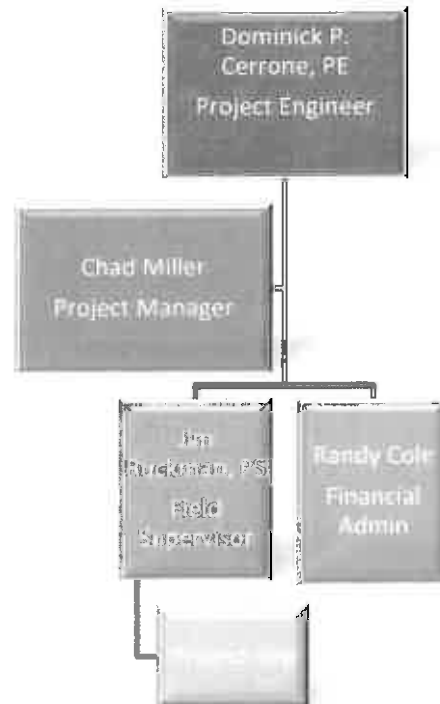 Dominick P.
Cerrone, PE
Project Engineer
Chad Miller
Project Manager
Field
Supervisor
Randy Cole
Financial
Admin